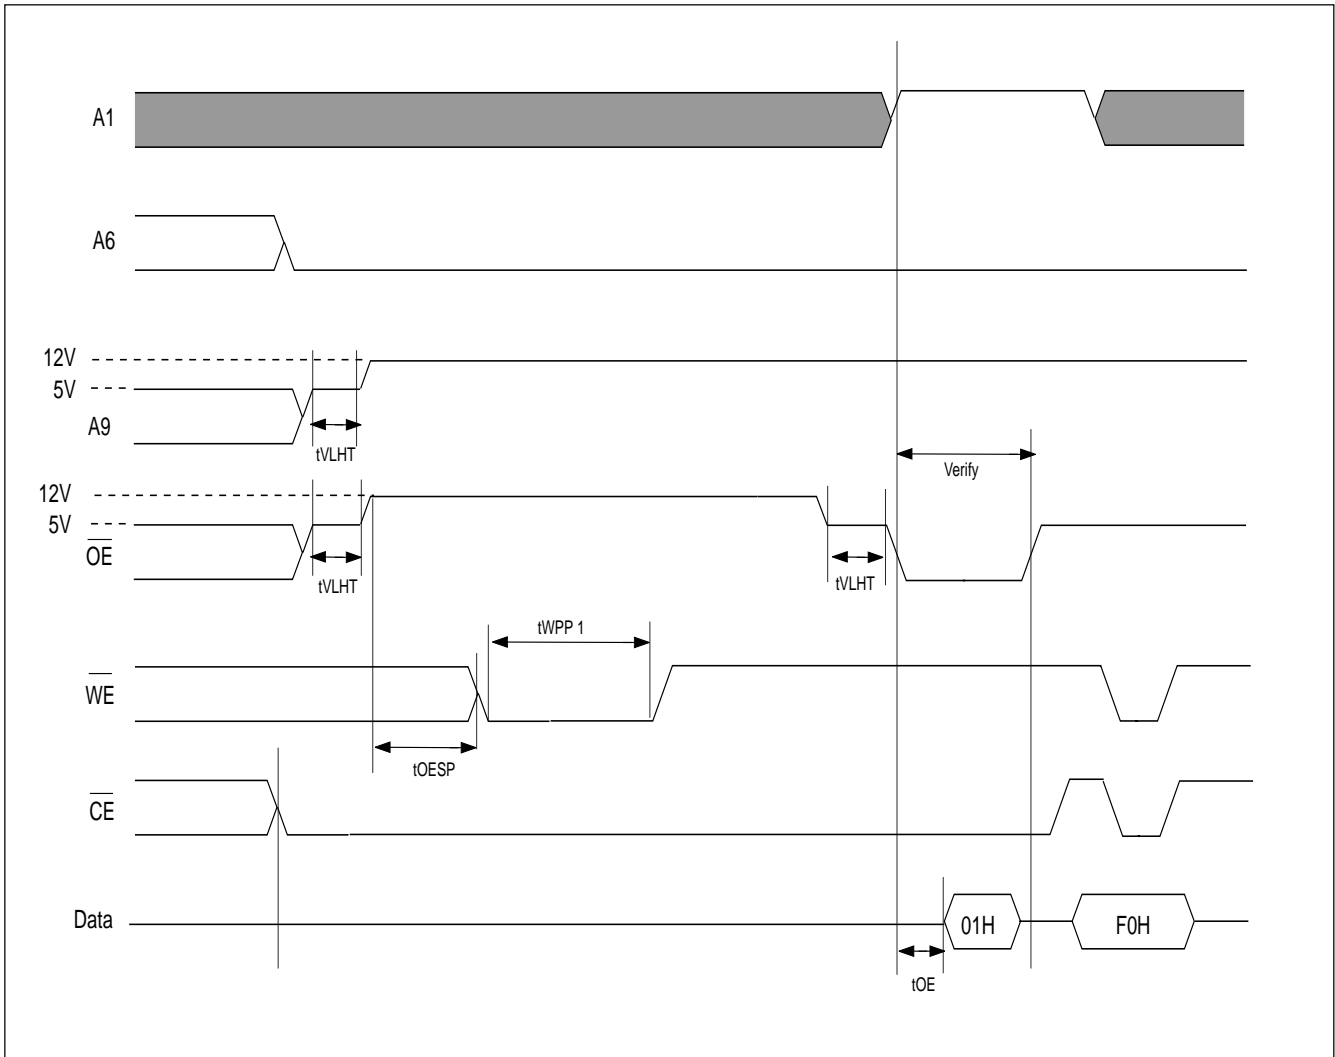 A1
A6
12V
5V
A9
tVLHT
Verify
12V
5V
OE
tVLHT
tVLHT
tWPP 1
WE
tOESP
CE
Data
01H
F0H
tOE